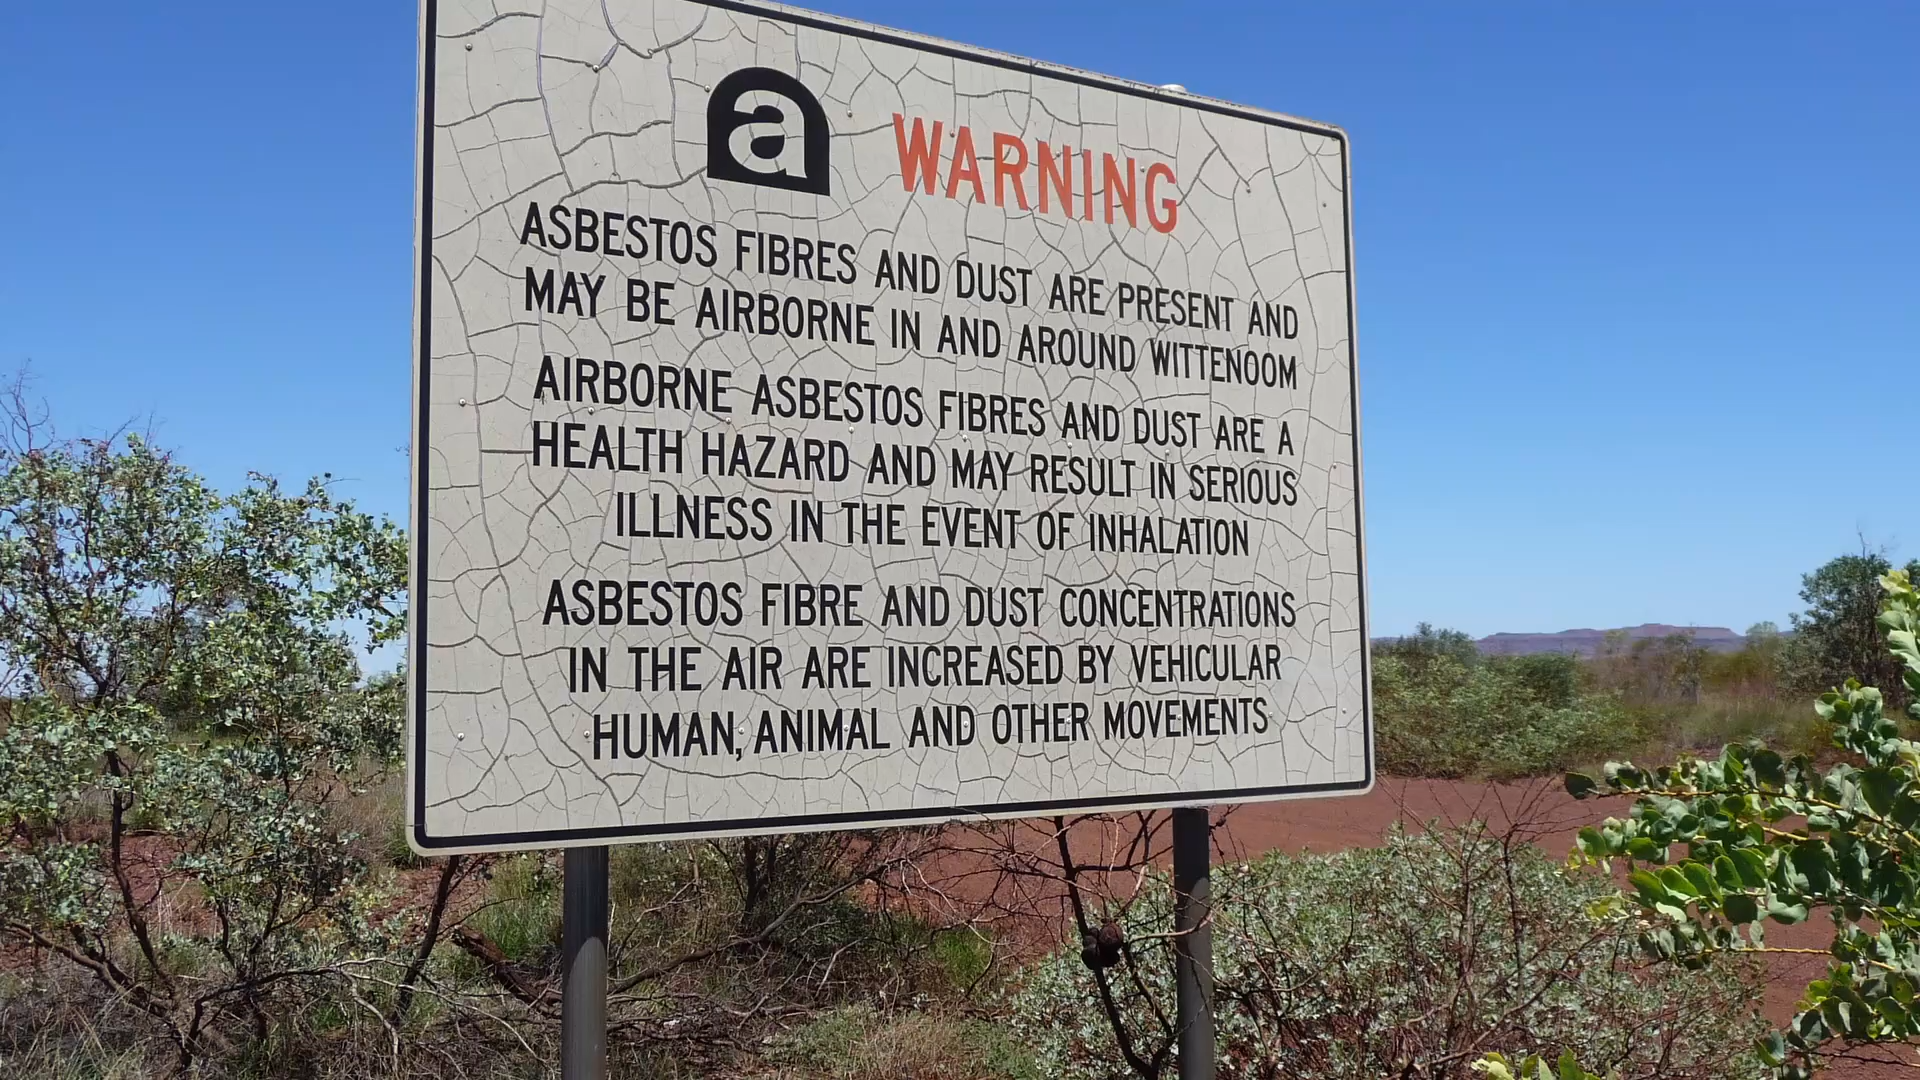 a WARNING
ASBESTOS FIBRES AND DUST ARE PRESENT AND
MAY BE AIRBORNE IN AND AROUND WITTENOOM
AIRBORNE ASBESTOS FIBRES AND DUST ARE A
HEALTH HAZARD AND MAY RESULT IN SERIOUS
ILLNESS IN THE EVENT OF INHALATION
ASBESTOS FIBRE AND DUST CONCENTRATIONS
IN THE AIR ARE INCREASED BY VEHICULAR
HUMAN, ANIMAL AND OTHER MOVEMENTS